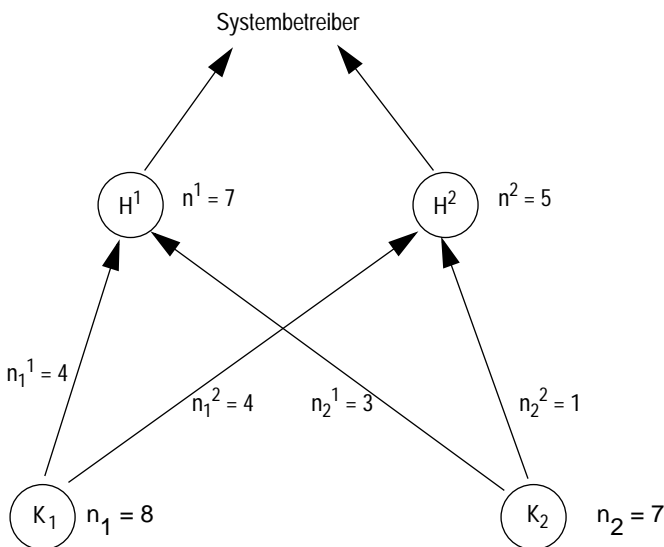 Systembetreiber
H¹ n¹ = 7 H² n² = 5
n₁¹ = 4 n₁² = 4 n₂¹ = 3 n₂² = 1
K₁ n₁ = 8 K₂ n₂ = 7